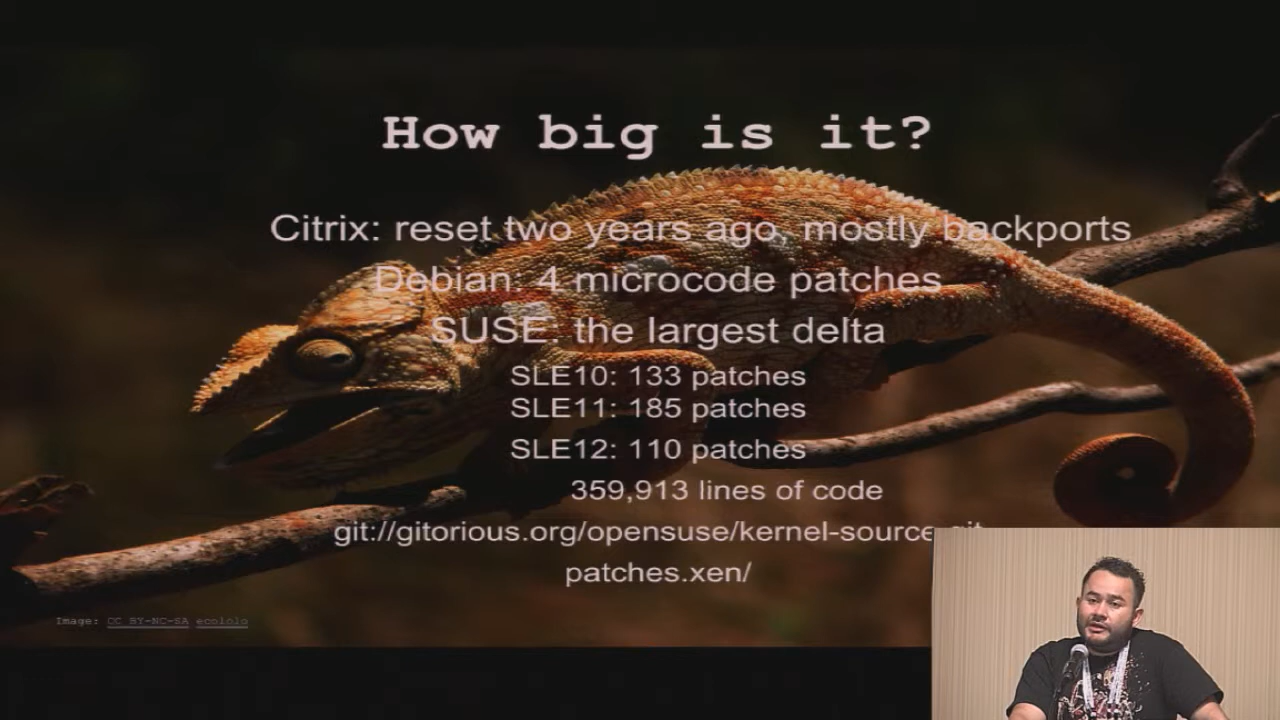 How big is it?
Citrix: reset two years ago, mostly backports
Debian: 4 microcode patches
SUSE: the largest delta
SLE10: 133 patches
SLE11: 185 patches
SLE12: 110 patches
359,913 lines of code
git://gitorious.org/opensuse/kernel-source.git
patches.xen/
Image: CC BY-NC-SA ecololo